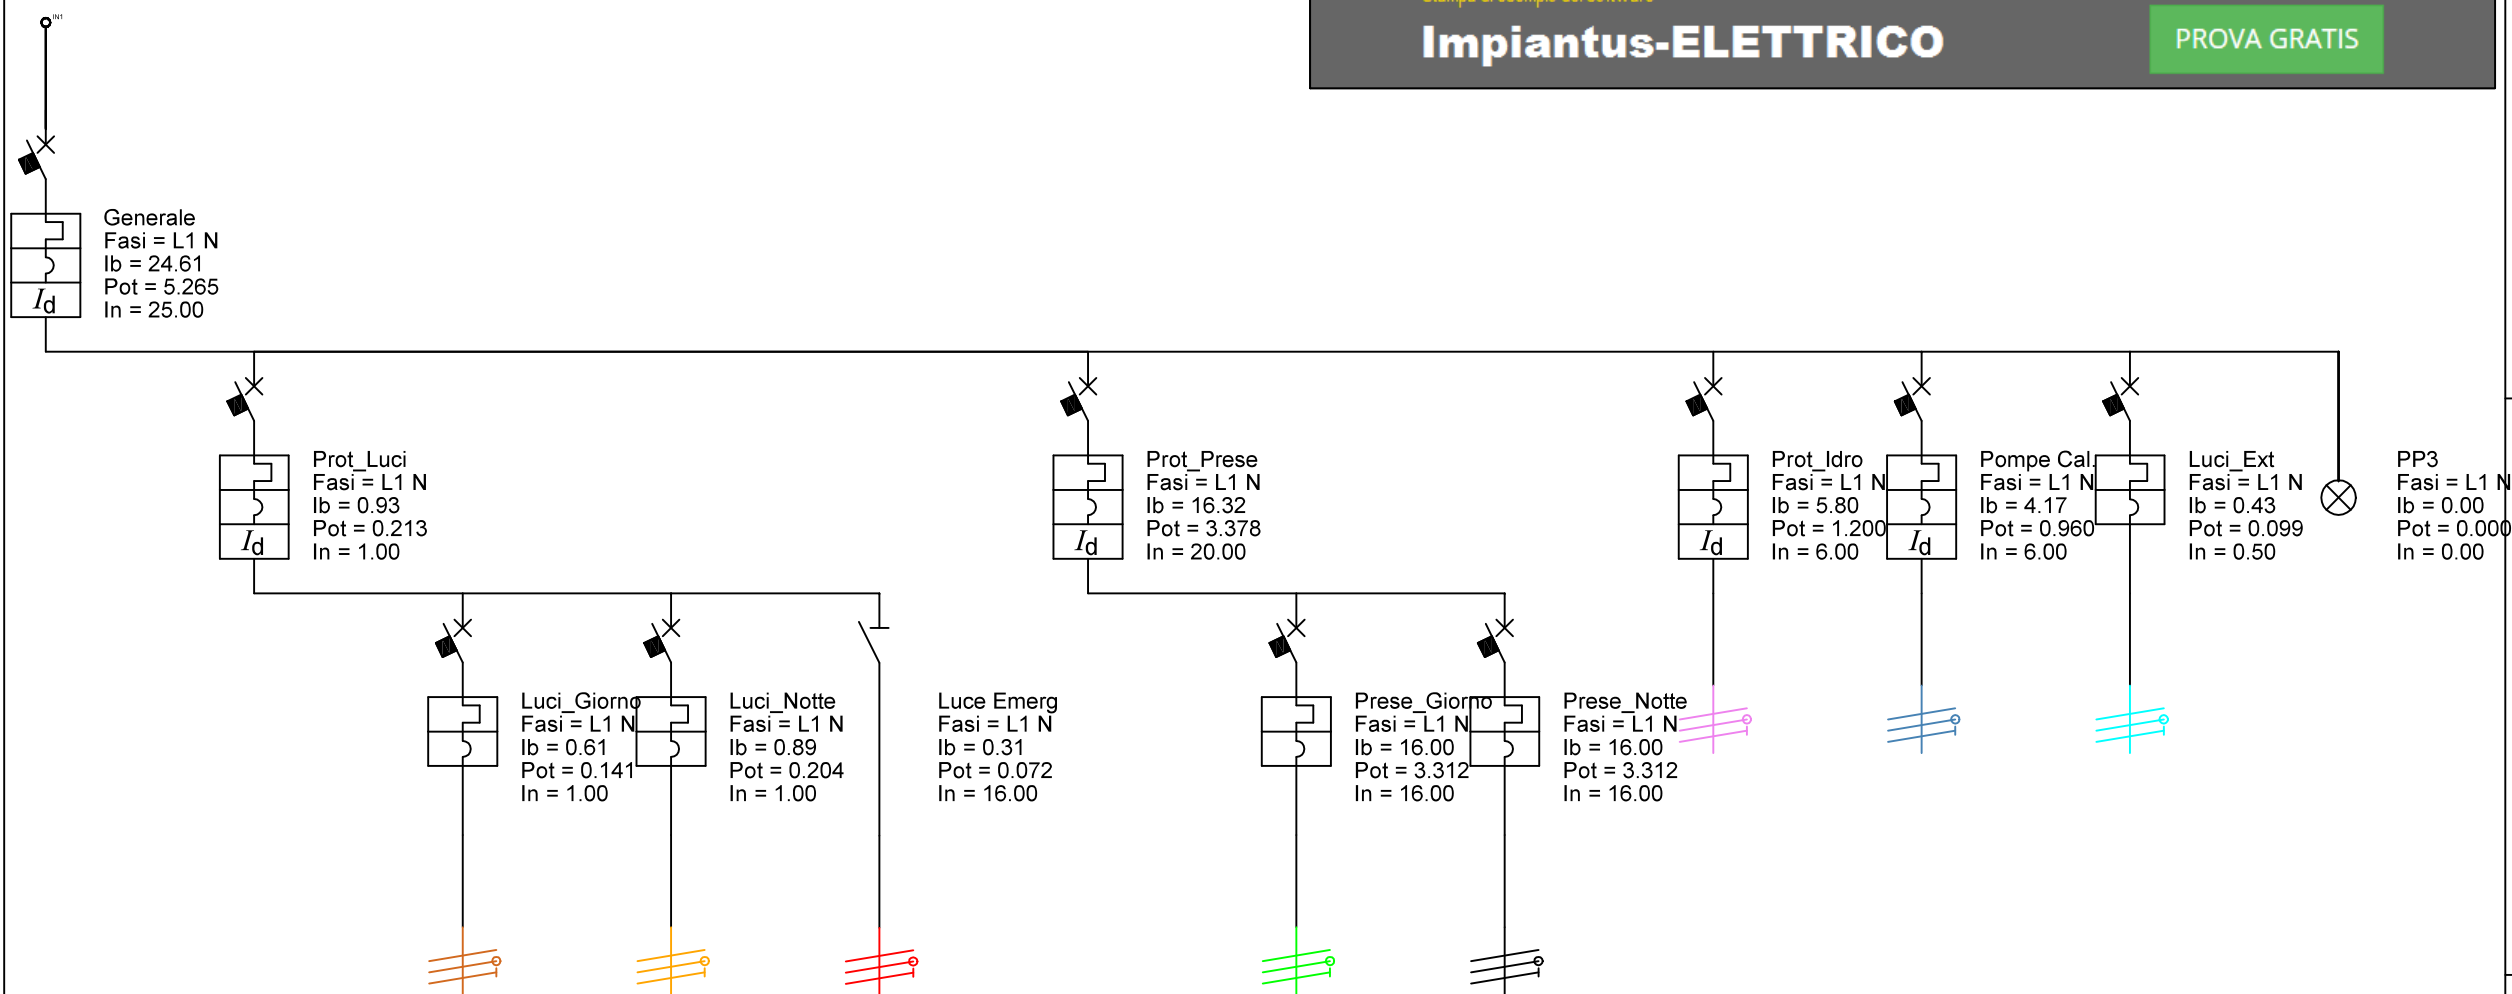 IN1
Impiantus-ELETTRICO
PROVA GRATIS
Generale
Fasi = L1 N
Ib = 24.61
Pot = 5.265
In = 25.00
Id
Prot_Luci
Fasi = L1 N
Ib = 0.93
Pot = 0.213
In = 1.00
Id
Prot_Prese
Fasi = L1 N
Ib = 16.32
Pot = 3.378
In = 20.00
Id
Prot_Idro
Fasi = L1 N
Ib = 5.80
Pot = 1.200
In = 6.00
Id
Pompe Cal.
Fasi = L1 N
Ib = 4.17
Pot = 0.960
In = 6.00
Id
Luci_Ext
Fasi = L1 N
Ib = 0.43
Pot = 0.099
In = 0.50
PP3
Fasi = L1 N
Ib = 0.00
Pot = 0.000
In = 0.00
Luci_Giorno
Fasi = L1 N
Ib = 0.61
Pot = 0.141
In = 1.00
Luci_Notte
Fasi = L1 N
Ib = 0.89
Pot = 0.204
In = 1.00
Luce Emerg
Fasi = L1 N
Ib = 0.31
Pot = 0.072
In = 16.00
Prese_Giorno
Fasi = L1 N
Ib = 16.00
Pot = 3.312
In = 16.00
Prese_Notte
Fasi = L1 N
Ib = 16.00
Pot = 3.312
In = 16.00